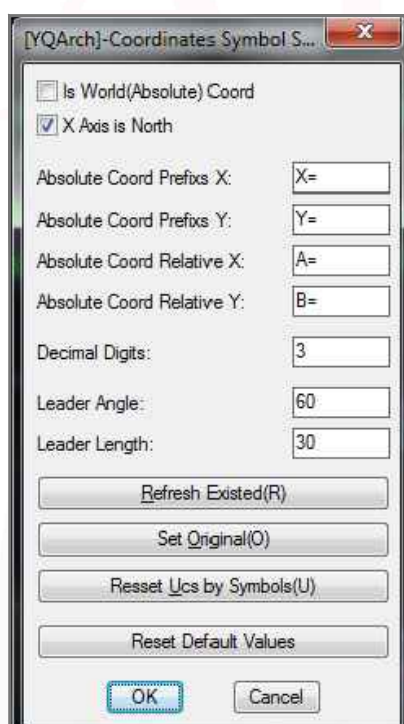 [YQArch]-Coordinates Symbol S...
Is World(Absolute) Coord
X Axis is North
Absolute Coord Prefixs X: X=
Absolute Coord Prefixs Y: Y=
Absolute Coord Relative X: A=
Absolute Coord Relative Y: B=
Decimal Digits: 3
Leader Angle: 60
Leader Length: 30
Refresh Existed(R)
Set Original(O)
Resset Ucs by Symbols(U)
Reset Default Values
OK Cancel